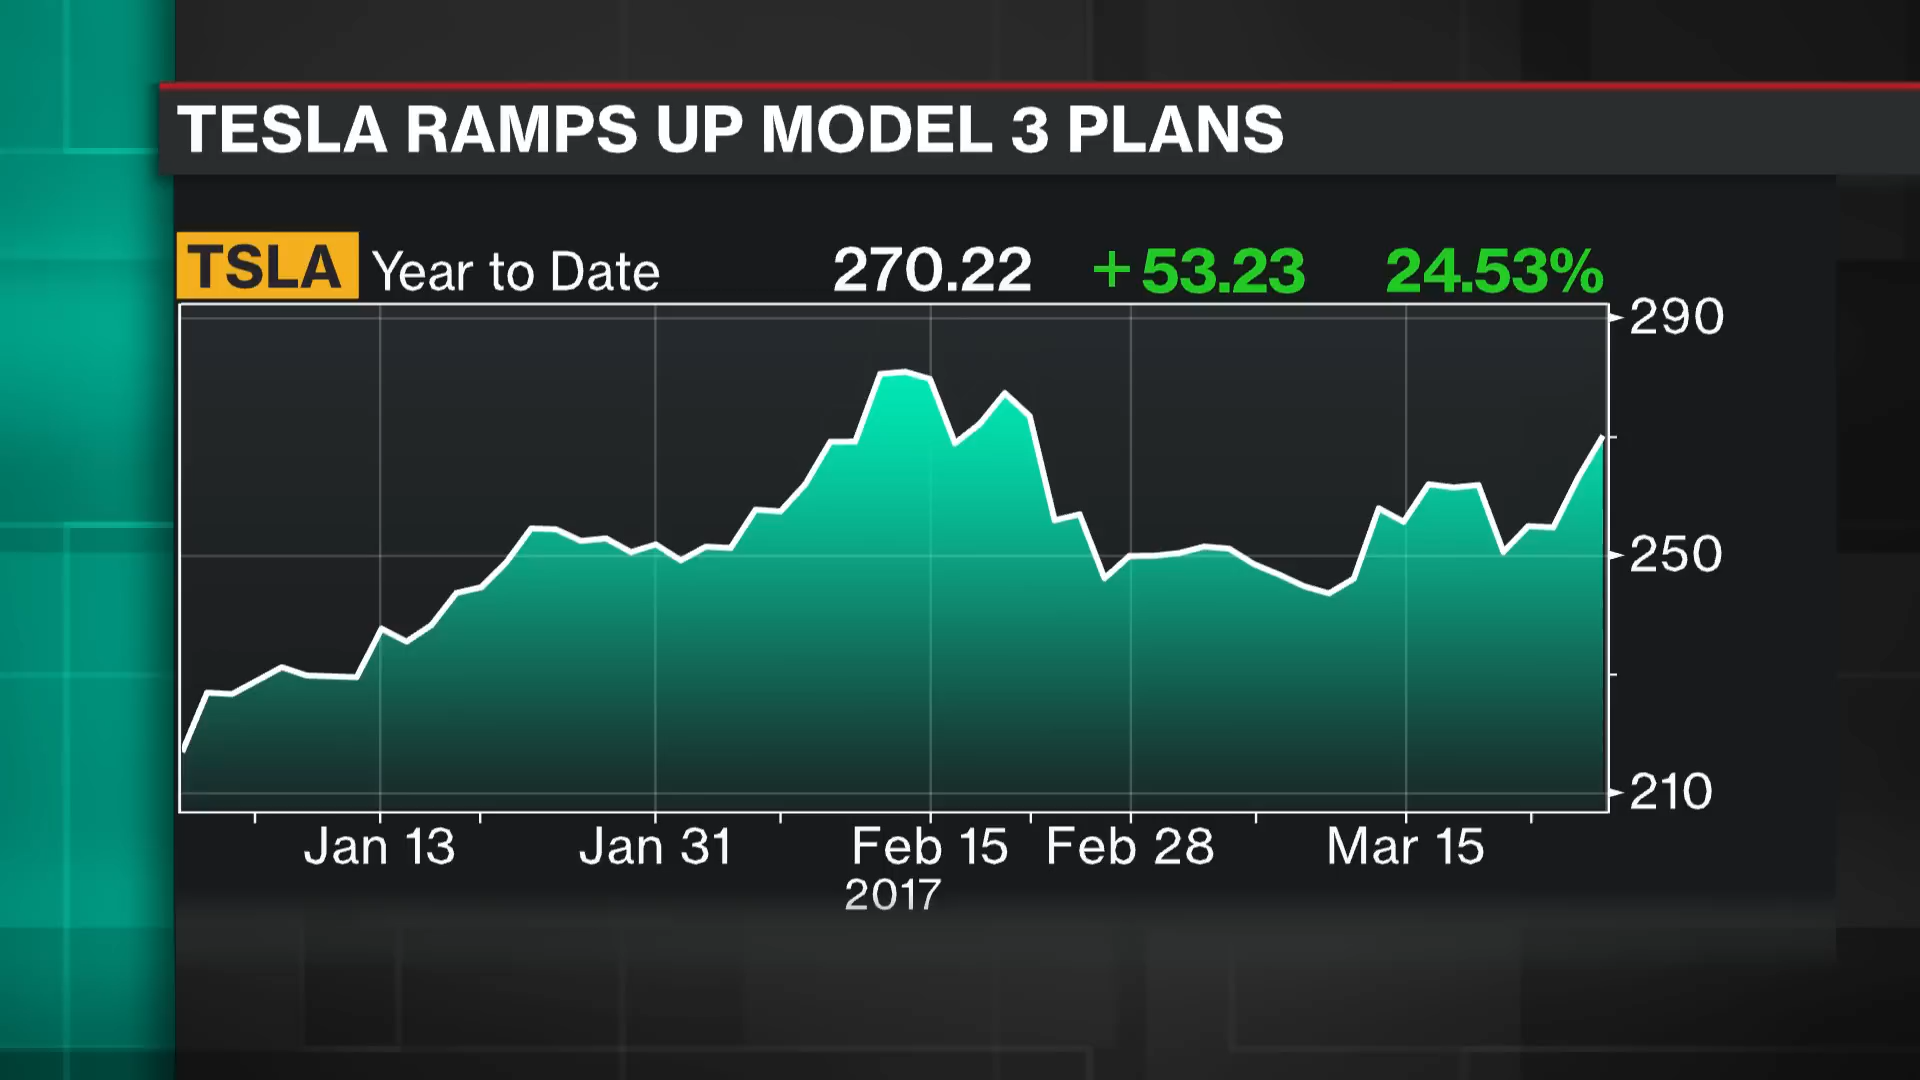 TESLA RAMPS UP MODEL 3 PLANS
TSLA Year to Date 270.22 +53.23 24.53%
290
250
210
Jan 13 Jan 31 Feb 15 Feb 28 Mar 15
2017